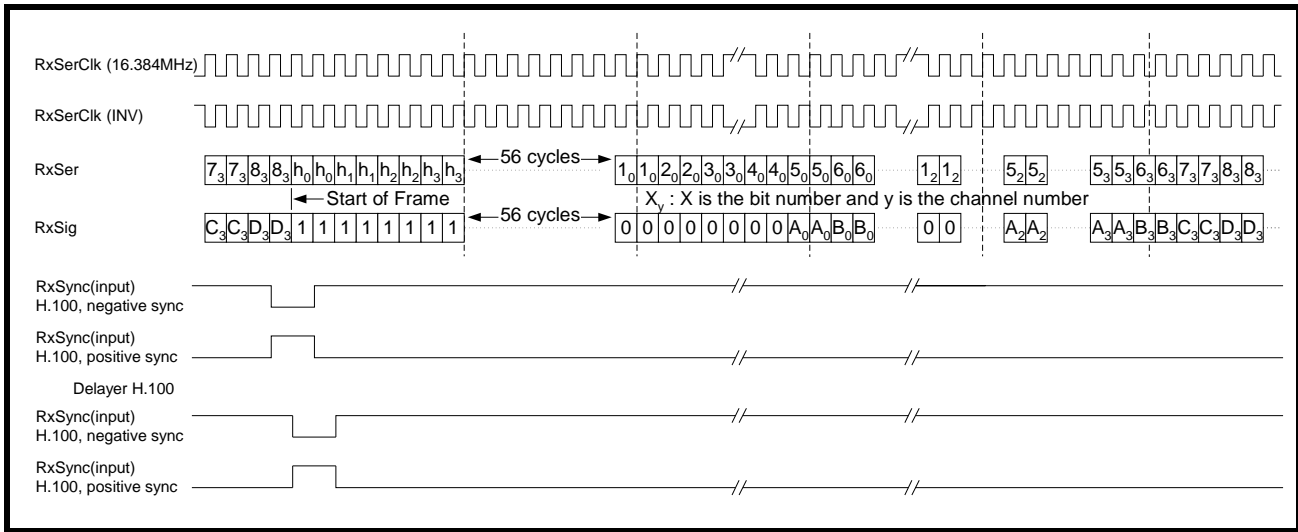 RxSerClk (16.384MHz)
RxSerClk (INV)
RxSer 7₃ 7₃ 8₃ 8₃ h₀ h₀ h₁ h₁ h₂ h₂ h₃ h₃ 56 cycles 1₀ 1₀ 2₀ 2₀ 3₀ 3₀ 4₀ 4₀ 5₀ 5₀ 6₀ 6₀ 1₂ 1₂ 5₂ 5₂ 5₃ 5₃ 6₃ 6₃ 7₃ 7₃ 8₃ 8₃
Start of Frame
X_y : X is the bit number and y is the channel number
RxSig C₃ C₃ D₃ D₃ 1 1 1 1 1 1 1 1 56 cycles 0 0 0 0 0 0 0 0 A₀ A₀ B₀ B₀ 0 0 A₂ A₂ A₃ A₃ B₃ B₃ C₃ C₃ D₃ D₃
RxSync(input)
H.100, negative sync
RxSync(input)
H.100, positive sync
Delayer H.100
RxSync(input)
H.100, negative sync
RxSync(input)
H.100, positive sync